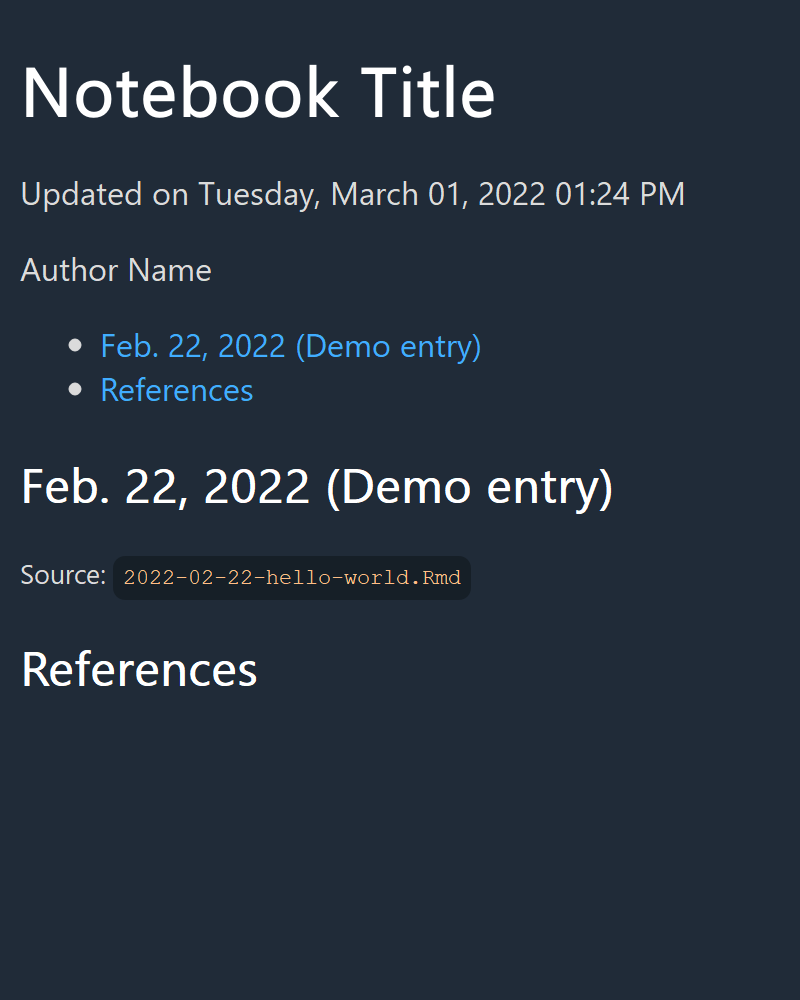 Notebook Title
Updated on Tuesday, March 01, 2022 01:24 PM
Author Name
Feb. 22, 2022 (Demo entry)
References
Feb. 22, 2022 (Demo entry)
Source: 2022-02-22-hello-world.Rmd
References